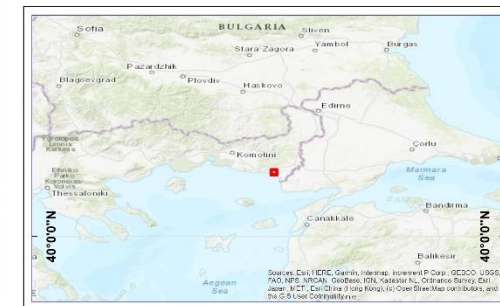 BULGARIA
Sofia
Sliven
Stara Zagora
Yambol
Burgas
Pazardzhik
Blagoevgrad
Plovdiv
Haskovo
Edirne
Komotini
Corlu
Ethniko
Parko
Thessaloniki
Marmara
Sea
Canakkale
Bandirma
Balikesir
Aegean
Sea
40°0'0"N
40°0'0"N
Sources: Esri, HERE, Garmin, Intermap, increment P Corp., GEBCO, USGS,
FAO, NPS, NRCAN, GeoBase, IGN, Kadaster NL, Ordnance Survey, Esri
Japan, METI, Esri China (Hong Kong), (c) OpenStreetMap contributors, and
the GIS User Community